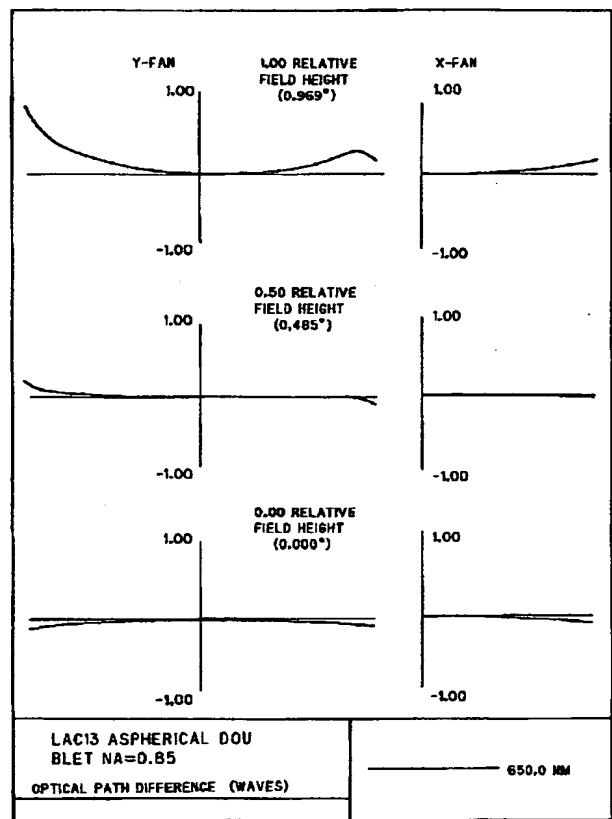 Y-FAN
1.00 RELATIVE
FIELD HEIGHT
(0.969°)
X-FAN
1.00
1.00
-1.00
-1.00
0.50 RELATIVE
FIELD HEIGHT
(0.485°)
1.00
1.00
-1.00
-1.00
0.00 RELATIVE
FIELD HEIGHT
(0.000°)
1.00
1.00
-1.00
-1.00
LAC13 ASPHERICAL DOU
BLET NA=0.85
OPTICAL PATH DIFFERENCE (WAVES)
650.0 NM